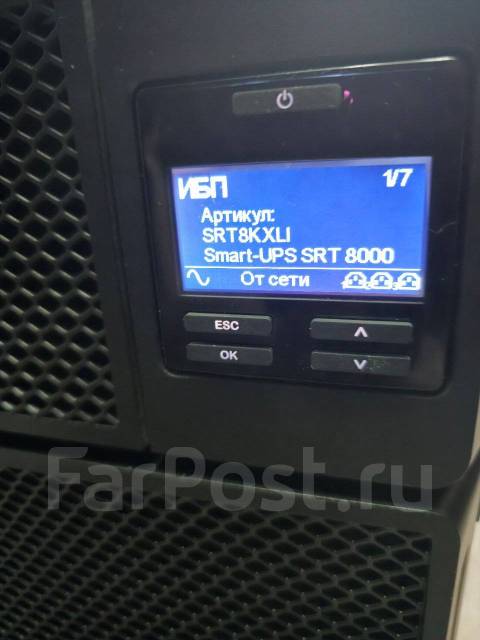 ИБП 1/7
Артикул:
SRT8KXLI
Smart-UPS SRT 8000
От сети
ESC
OK
FarPost.ru